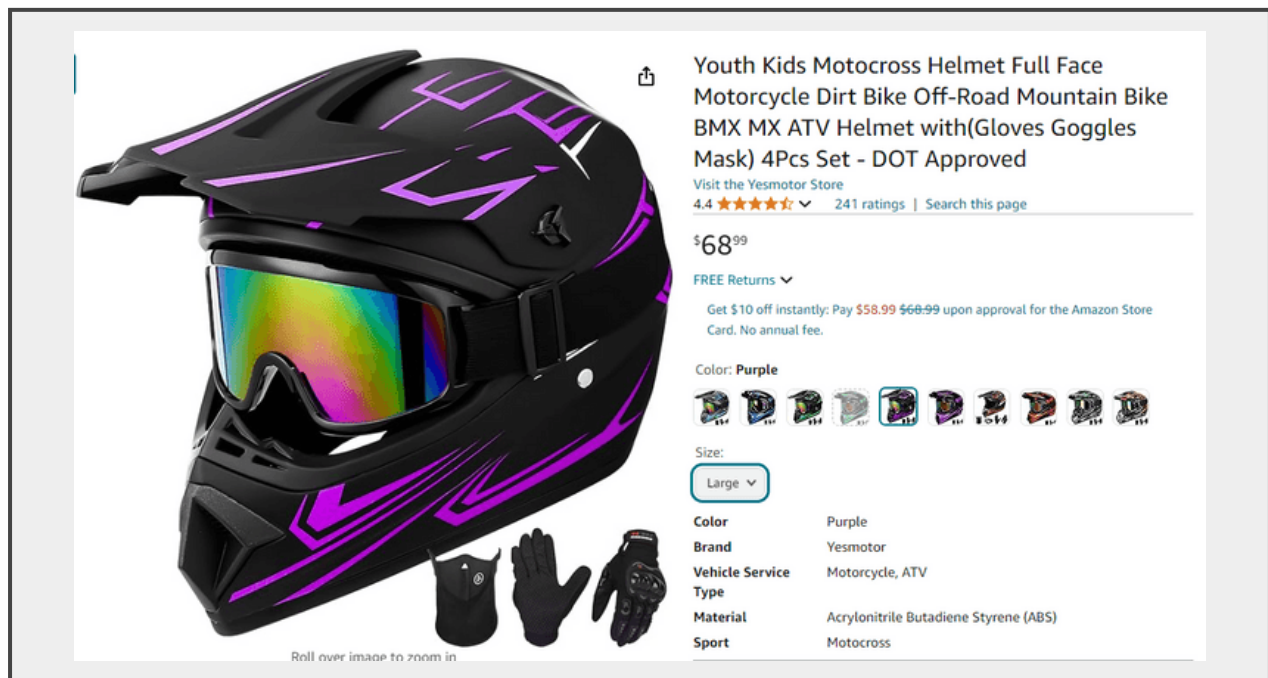 Youth Kids Motocross Helmet Full Face
Motorcycle Dirt Bike Off-Road Mountain Bike
BMX MX ATV Helmet with(Gloves Goggles
Mask) 4Pcs Set - DOT Approved
Visit the Yesmotor Store
4.4 241 ratings | Search this page
$68 99
FREE Returns
Get $10 off instantly: Pay $58.99 $68.99 upon approval for the Amazon Store
Card. No annual fee.
Color: Purple
Size:
Large
Color Purple
Brand Yesmotor
Vehicle Service Motorcycle, ATV
Type
Material Acrylonitrile Butadiene Styrene (ABS)
Sport Motocross
Roll over image to zoom in